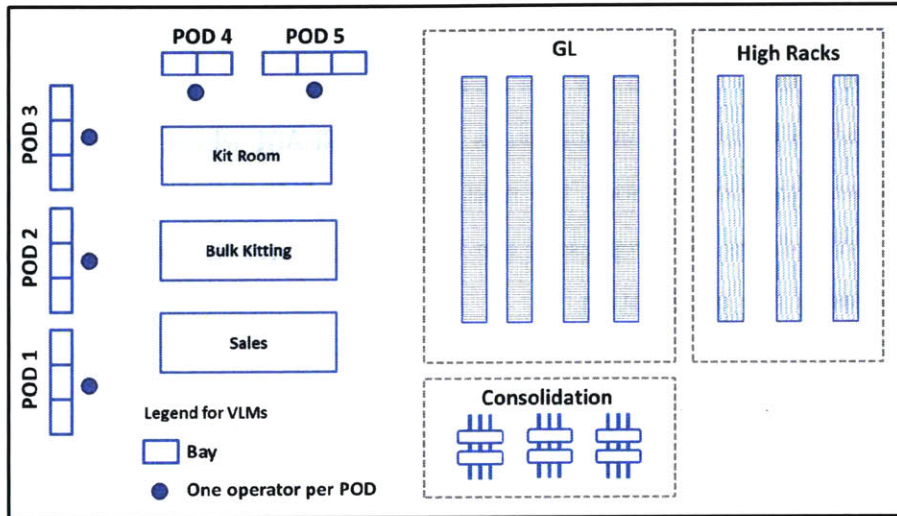 POD 4
POD 5
GL
High Racks
POD 3
Kit Room
POD 2
Bulk Kitting
POD 1
Sales
Consolidation
Legend for VLMs
Bay
One operator per POD